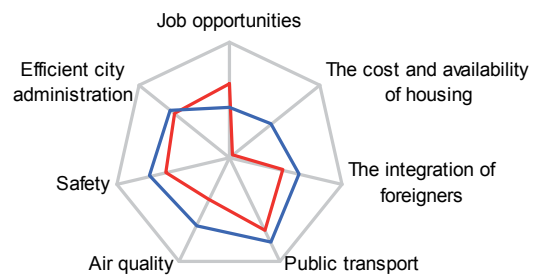 Job opportunities
The cost and availability
of housing
The integration of
foreigners
Public transport
Air quality
Safety
Efficient city
administration